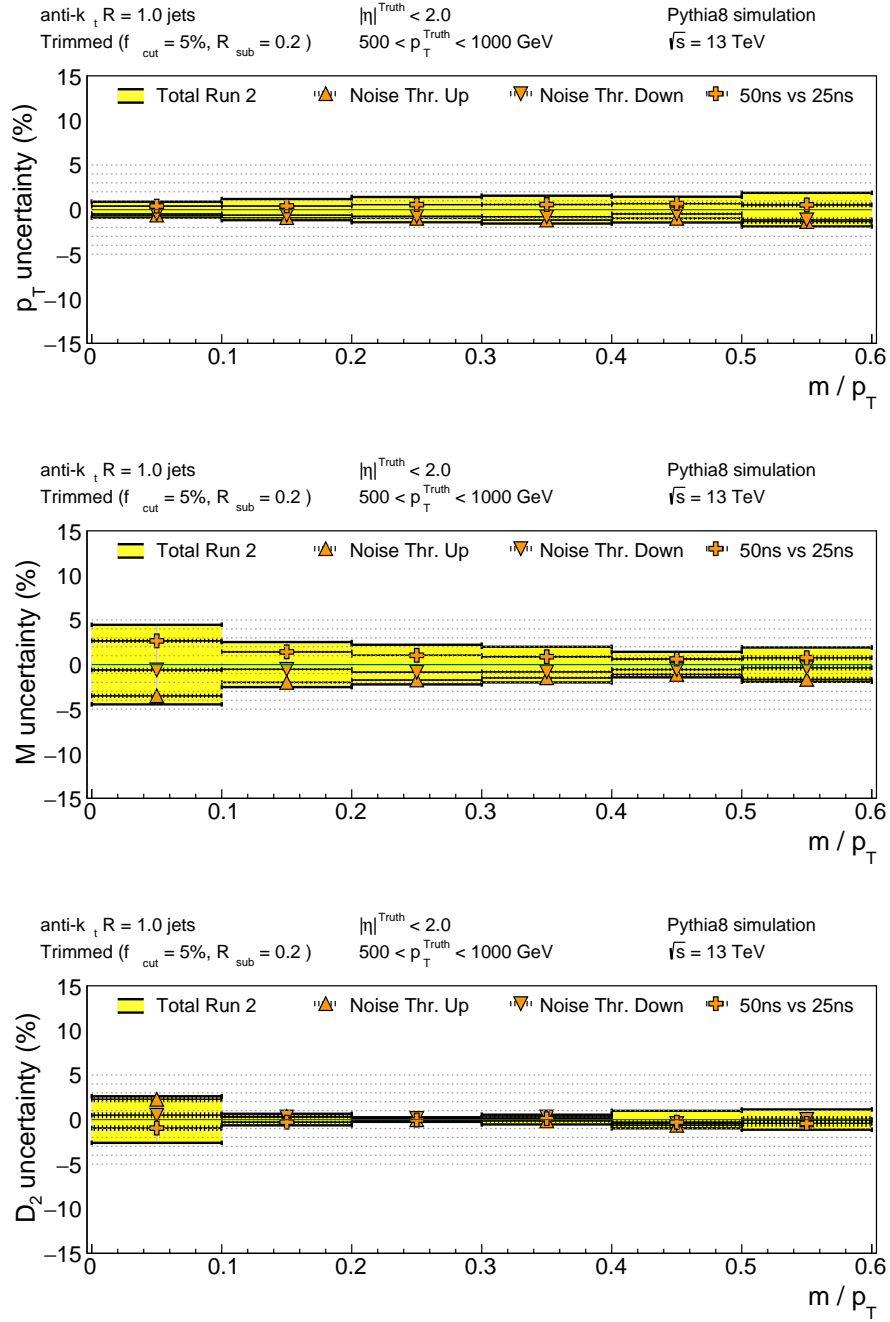 anti-k t R = 1.0 jets |η|Truth < 2.0 Pythia8 simulation
Trimmed (f cut = 5%, R sub = 0.2 ) 500 < pTTruth < 1000 GeV √s = 13 TeV
15
Total Run 2 Noise Thr. Up Noise Thr. Down 50ns vs 25ns
10
5
0
−5
−10
−15
pT uncertainty (%)
0 0.1 0.2 0.3 0.4 0.5 0.6
m / pT
anti-k t R = 1.0 jets |η|Truth < 2.0 Pythia8 simulation
Trimmed (f cut = 5%, R sub = 0.2 ) 500 < pTTruth < 1000 GeV √s = 13 TeV
15
Total Run 2 Noise Thr. Up Noise Thr. Down 50ns vs 25ns
10
5
0
−5
−10
−15
M uncertainty (%)
0 0.1 0.2 0.3 0.4 0.5 0.6
m / pT
anti-k t R = 1.0 jets |η|Truth < 2.0 Pythia8 simulation
Trimmed (f cut = 5%, R sub = 0.2 ) 500 < pTTruth < 1000 GeV √s = 13 TeV
15
Total Run 2 Noise Thr. Up Noise Thr. Down 50ns vs 25ns
10
5
0
−5
−10
−15
D2 uncertainty (%)
0 0.1 0.2 0.3 0.4 0.5 0.6
m / pT